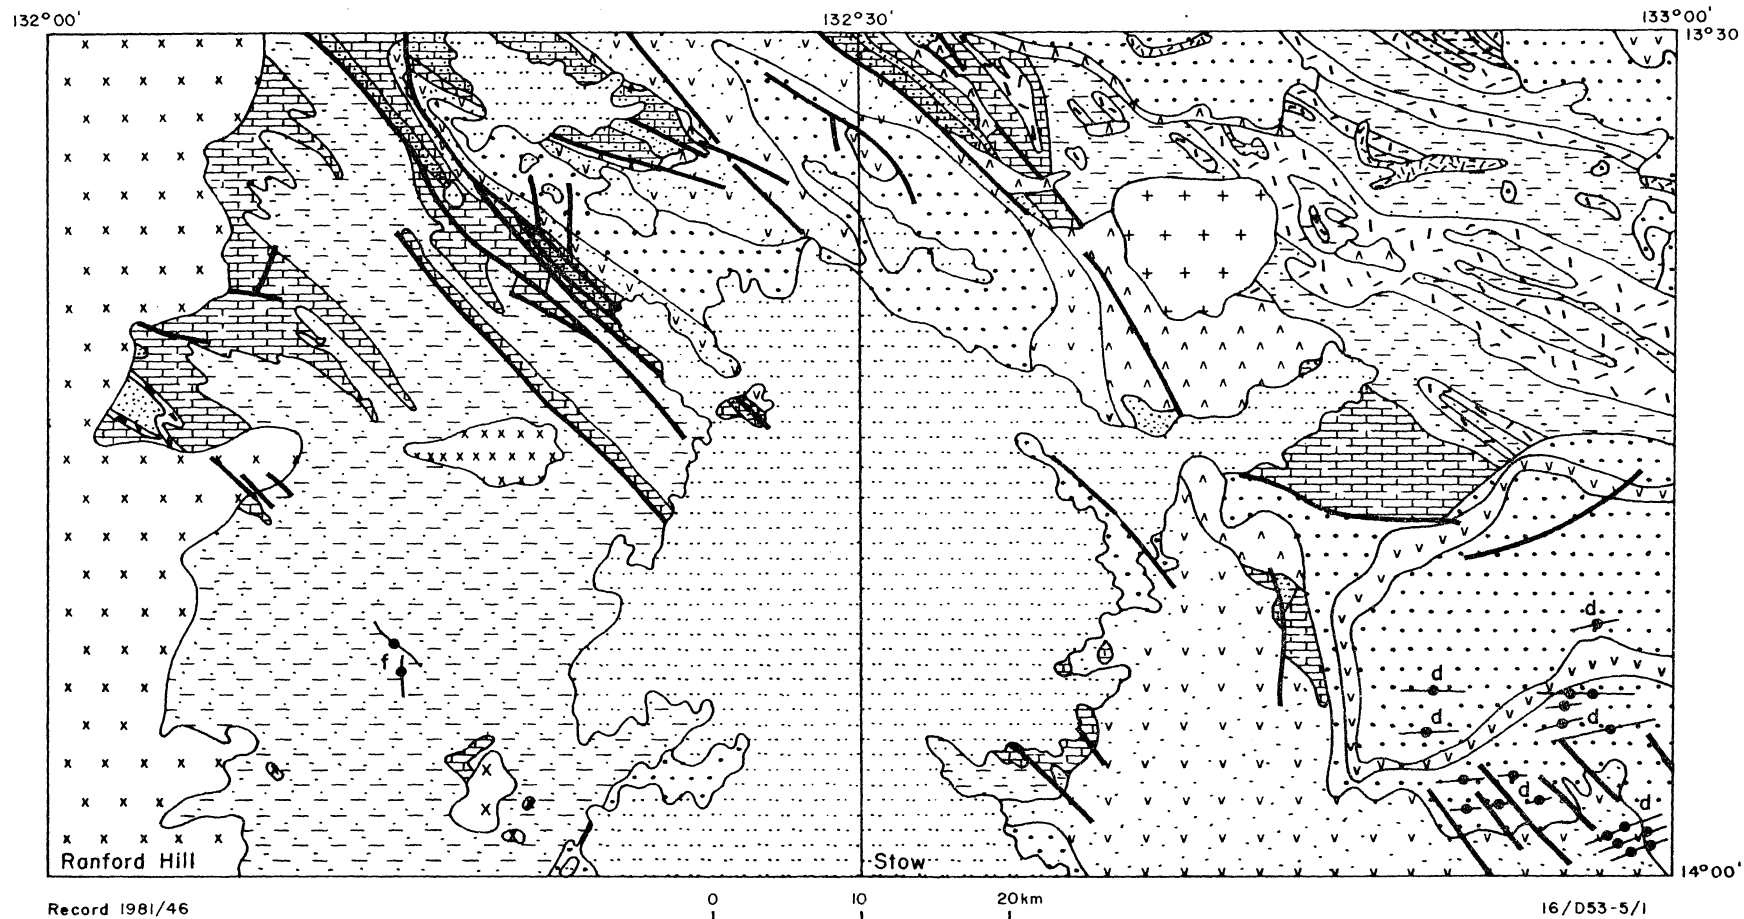 132°00' 132°30' 133°00'
13°30
f
d
d
d
d
d
d
Ranford Hill
Stow
14°00'
Record 1981/46
0 10 20km
16/D53-5/1